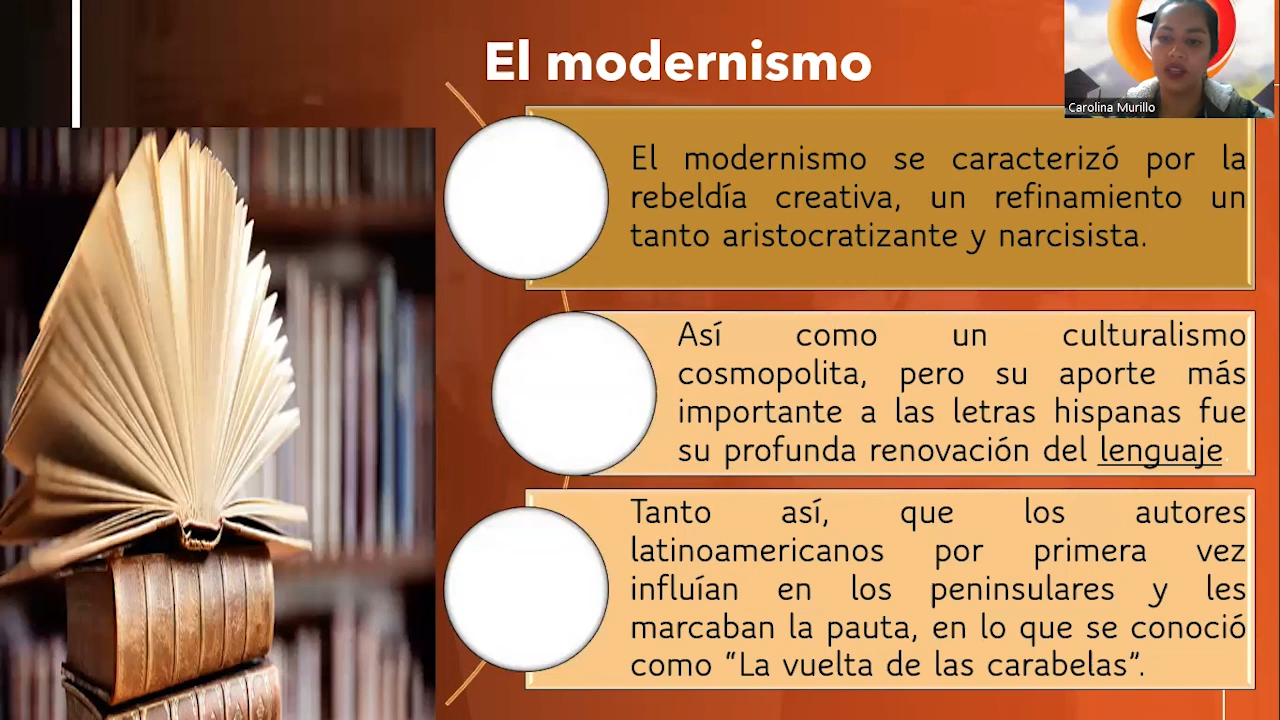 El modernismo
Carolina Murillo
El modernismo se caracterizó por la
rebeldía creativa, un refinamiento un
tanto aristocratizante y narcisista.
Así como un culturalismo
cosmopolita, pero su aporte más
importante a las letras hispanas fue
su profunda renovación del lenguaje
Tanto así, que los autores
latinoamericanos por primera vez
influían en los peninsulares y les
marcaban la pauta, en lo que se conoció
como “La vuelta de las carabelas”.